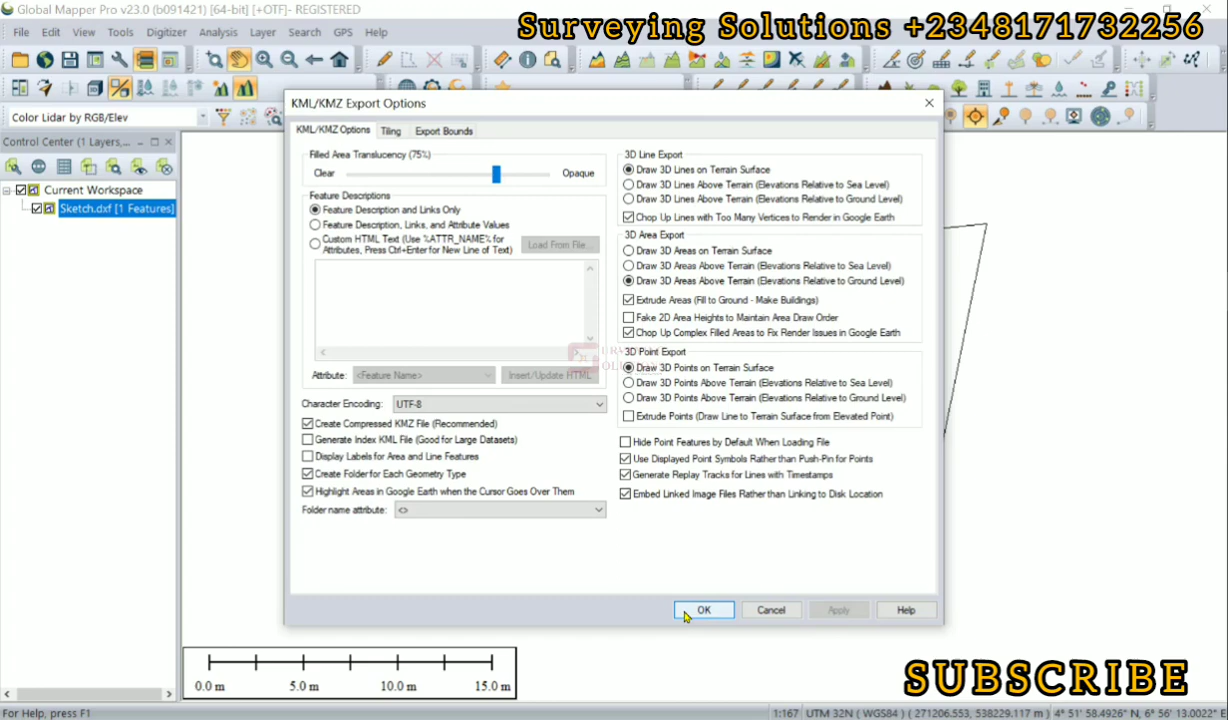 Global Mapper Pro v23.0 (b091421) [64-bit] [+OTF]- REGISTERED
Surveying Solutions +2348171732256
File Edit View Tools Digitizer Analysis Layer Search GPS Help
Color Lidar by RGB/Elev
Control Center (1 Layers,...
Current Workspace
Sketch.dxf [1 Features]
KML/KMZ Export Options
KML/KMZ Options Tiling Export Bounds
Filled Area Translucency (75%)
Clear Opaque
Feature Descriptions
Feature Description and Links Only
Feature Description, Links, and Attribute Values
Custom HTML Text (Use %ATTR_NAME% for
Attributes, Press Ctrl+Enter for New Line of Text)
Load From File...
Attribute: <Feature Name> Insert/Update HTML
Character Encoding: UTF-8
Create Compressed KMZ File (Recommended)
Generate Index KML File (Good for Large Datasets)
Display Labels for Area and Line Features
Create Folder for Each Geometry Type
Highlight Areas in Google Earth when the Cursor Goes Over Them
Folder name attribute: <>
3D Line Export
Draw 3D Lines on Terrain Surface
Draw 3D Lines Above Terrain (Elevations Relative to Sea Level)
Draw 3D Lines Above Terrain (Elevations Relative to Ground Level)
Chop Up Lines with Too Many Vertices to Render in Google Earth
3D Area Export
Draw 3D Areas on Terrain Surface
Draw 3D Areas Above Terrain (Elevations Relative to Sea Level)
Draw 3D Areas Above Terrain (Elevations Relative to Ground Level)
Extrude Areas (Fill to Ground - Make Buildings)
Fake 2D Area Heights to Maintain Area Draw Order
Chop Up Complex Filled Areas to Fix Render Issues in Google Earth
3D Point Export
Draw 3D Points on Terrain Surface
Draw 3D Points Above Terrain (Elevations Relative to Sea Level)
Draw 3D Points Above Terrain (Elevations Relative to Ground Level)
Extrude Points (Draw Line to Terrain Surface from Elevated Point)
Hide Point Features by Default When Loading File
Use Displayed Point Symbols Rather than Push-Pin for Points
Generate Replay Tracks for Lines with Timestamps
Embed Linked Image Files Rather than Linking to Disk Location
OK Cancel Apply Help
0.0 m 5.0 m 10.0 m 15.0 m
SUBSCRIBE
For Help, press F1
1:167 UTM 32N ( WGS84 ) ( 271206.553, 538229.117 m ) 4° 51' 58.4926" N, 6° 56' 13.0022" E